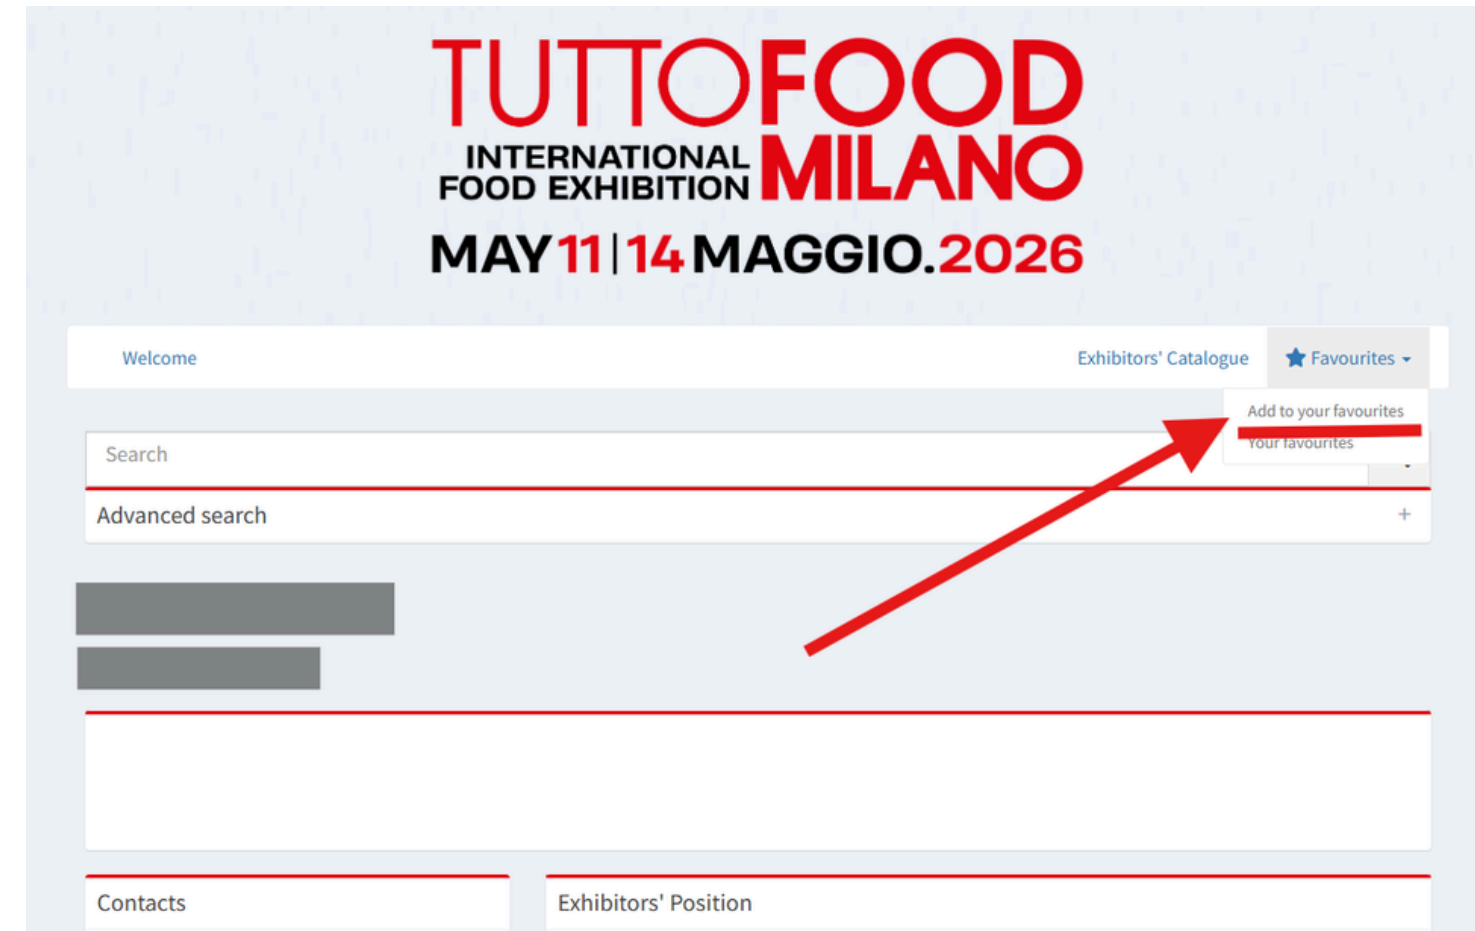 TUTTOFOOD
INTERNATIONAL
FOOD EXHIBITION
MILANO
MAY 11|14 MAGGIO.2026
Welcome
Exhibitors' Catalogue
Favourites
Add to your favourites
Your favourites
Search
Advanced search
+
Contacts
Exhibitors' Position